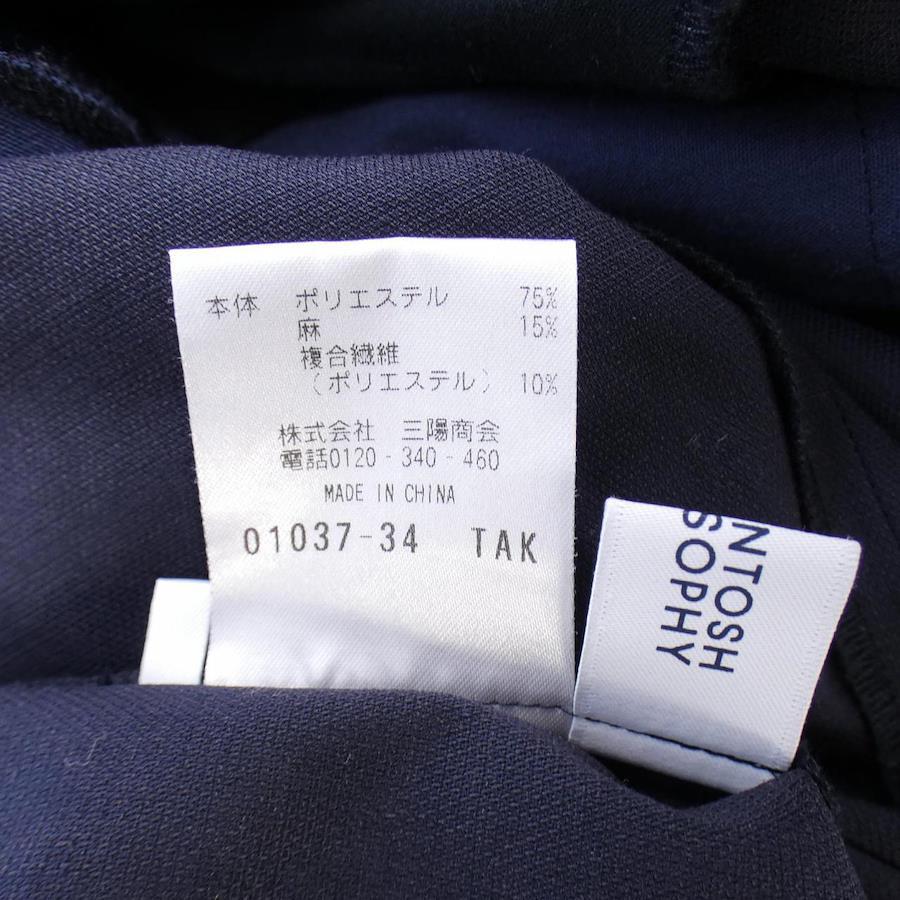 本体 ポリエステル 75%
麻 15%
複合繊維
(ポリエステル) 10%
株式会社 三陽商会
電話0120-340-460
MADE IN CHINA
01037-34 TAK
NTOSH
SOPHY